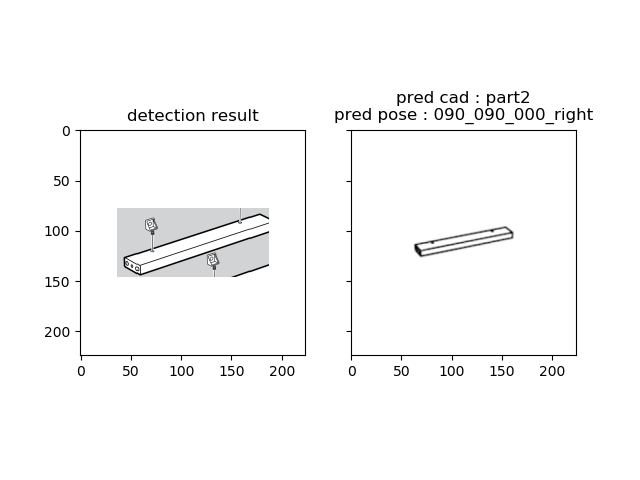 detection result
pred cad : part2
pred pose : 090_090_000_right
0
50
100
150
200
0 50 100 150 200
0 50 100 150 200